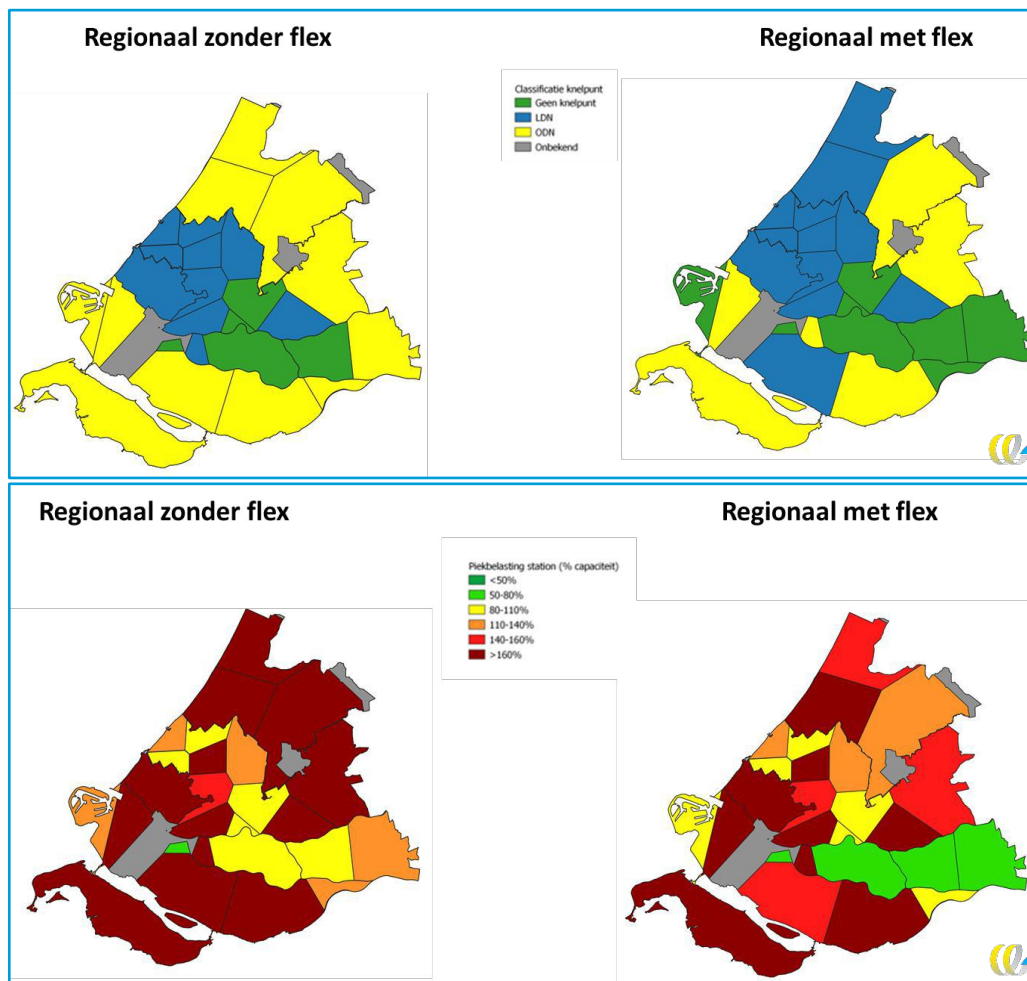 Regionaal zonder flex
Regionaal met flex
Classificatie knelpunt
Geen knelpunt
LDN
ODN
Onbekend
Regionaal zonder flex
Regionaal met flex
Piekbelasting station (% capaciteit)
<50%
50-80%
80-110%
110-140%
140-160%
>160%